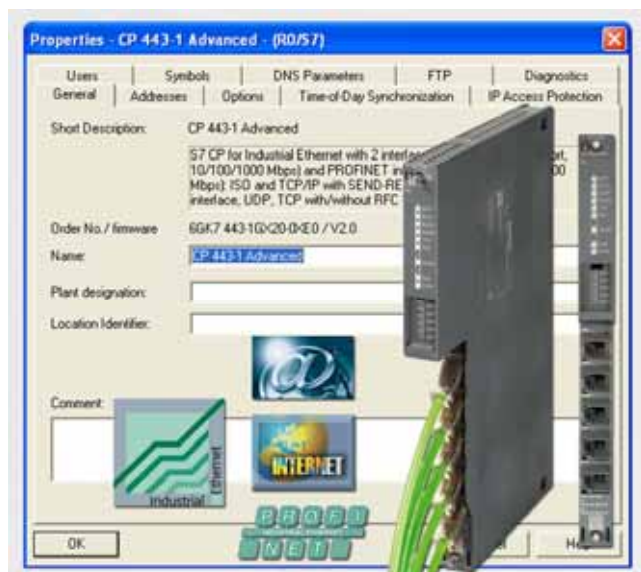 Properties - CP 443-1 Advanced - (R0/S7)
Users Symbols DNS Parameters FTP Diagnostics
General Addresses Options Time-of-Day Synchronization IP Access Protection
Short Description: CP 443-1 Advanced
S7 CP for Industrial Ethernet with 2 interf
10/100/1000 Mbps) and PROFINET in
Mbps): ISO and TCP/IP with SEND-RE
interface, UDP, TCP with/without RFC
Order No./ firmware 6GK7 443-1GX20-0XE0 / V2.0
Name: CP 443-1 Advanced
Plant designation:
Location Identifier:
Comment:
Industrial Ethernet
INTERNET
PROFI
NET
OK